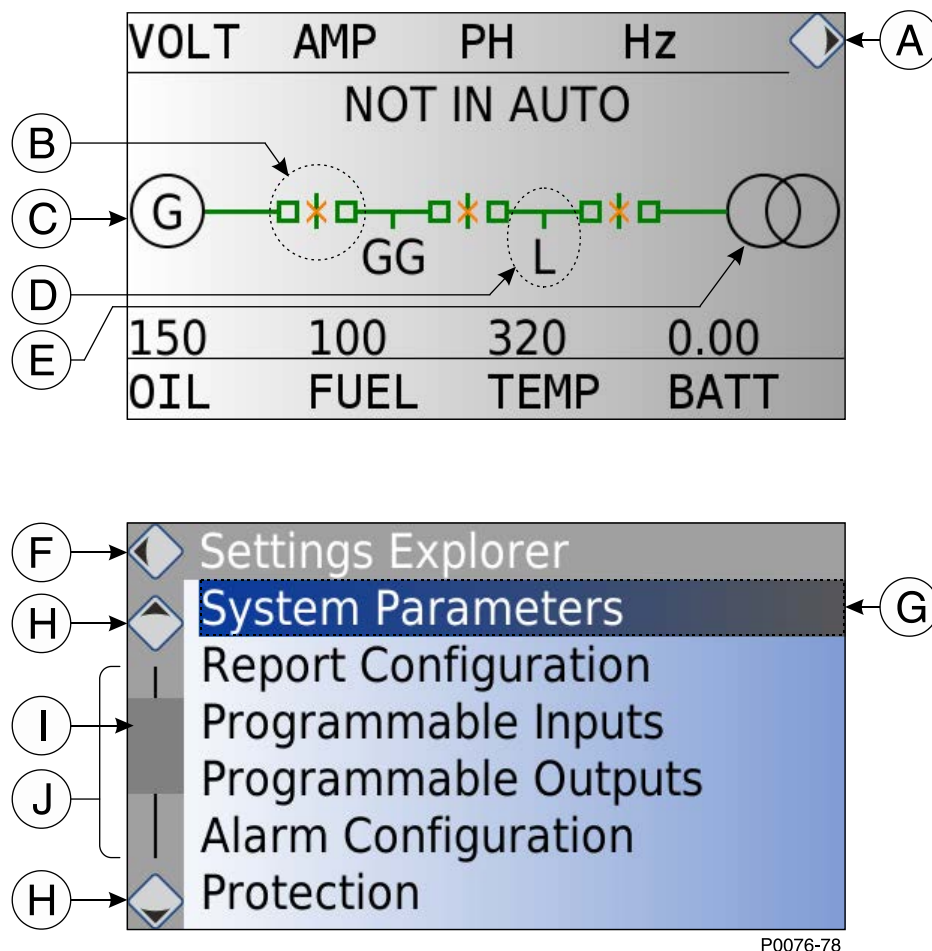 VOLT AMP PH Hz
A
NOT IN AUTO
B
C
G
GG
L
D
E
150 100 320 0.00
OIL FUEL TEMP BATT
F
Settings Explorer
H
System Parameters
G
Report Configuration
I
Programmable Inputs
J
Programmable Outputs
Alarm Configuration
H
Protection
P0076-78